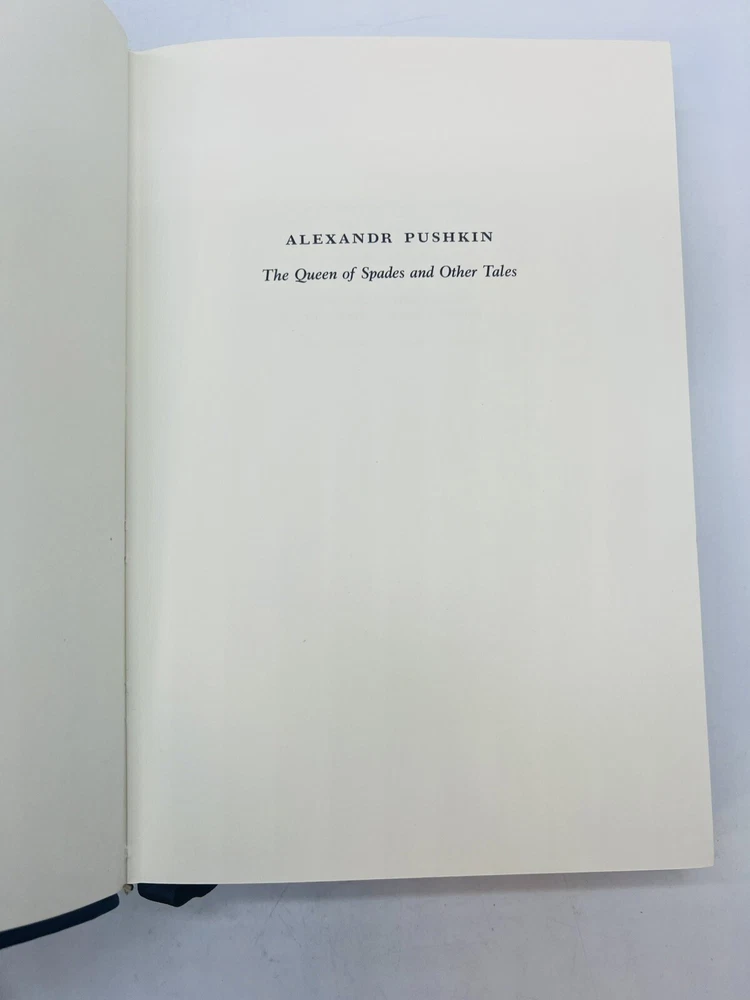 ALEXANDR PUSHKIN
The Queen of Spades and Other Tales